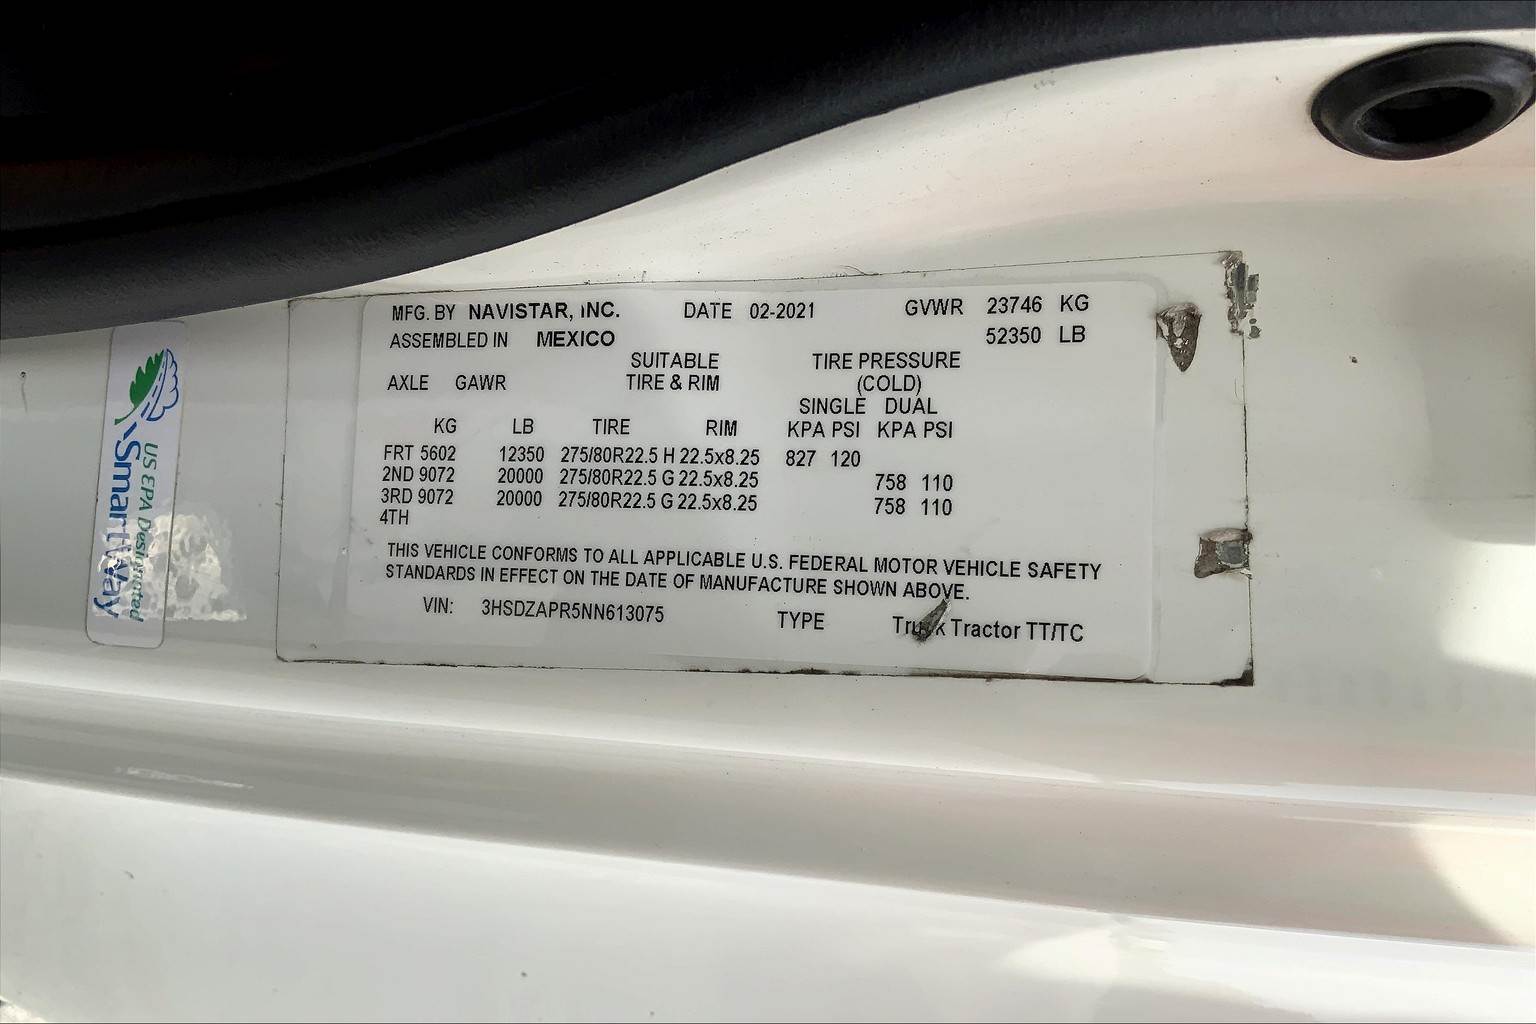 MFG. BY NAVISTAR, INC. DATE 02-2021 GVWR 23746 KG
ASSEMBLED IN MEXICO 52350 LB
SUITABLE TIRE PRESSURE
AXLE GAWR TIRE & RIM (COLD)
SINGLE DUAL
KG LB TIRE RIM KPA PSI KPA PSI
FRT 5602 12350 275/80R22.5 H 22.5x8.25 827 120
2ND 9072 20000 275/80R22.5 G 22.5x8.25 758 110
3RD 9072 20000 275/80R22.5 G 22.5x8.25 758 110
4TH
THIS VEHICLE CONFORMS TO ALL APPLICABLE U.S. FEDERAL MOTOR VEHICLE SAFETY
STANDARDS IN EFFECT ON THE DATE OF MANUFACTURE SHOWN ABOVE.
VIN: 3HSDZAPR5NN613075 TYPE Truck Tractor TT/TC
US EPA Designated
SmartWay